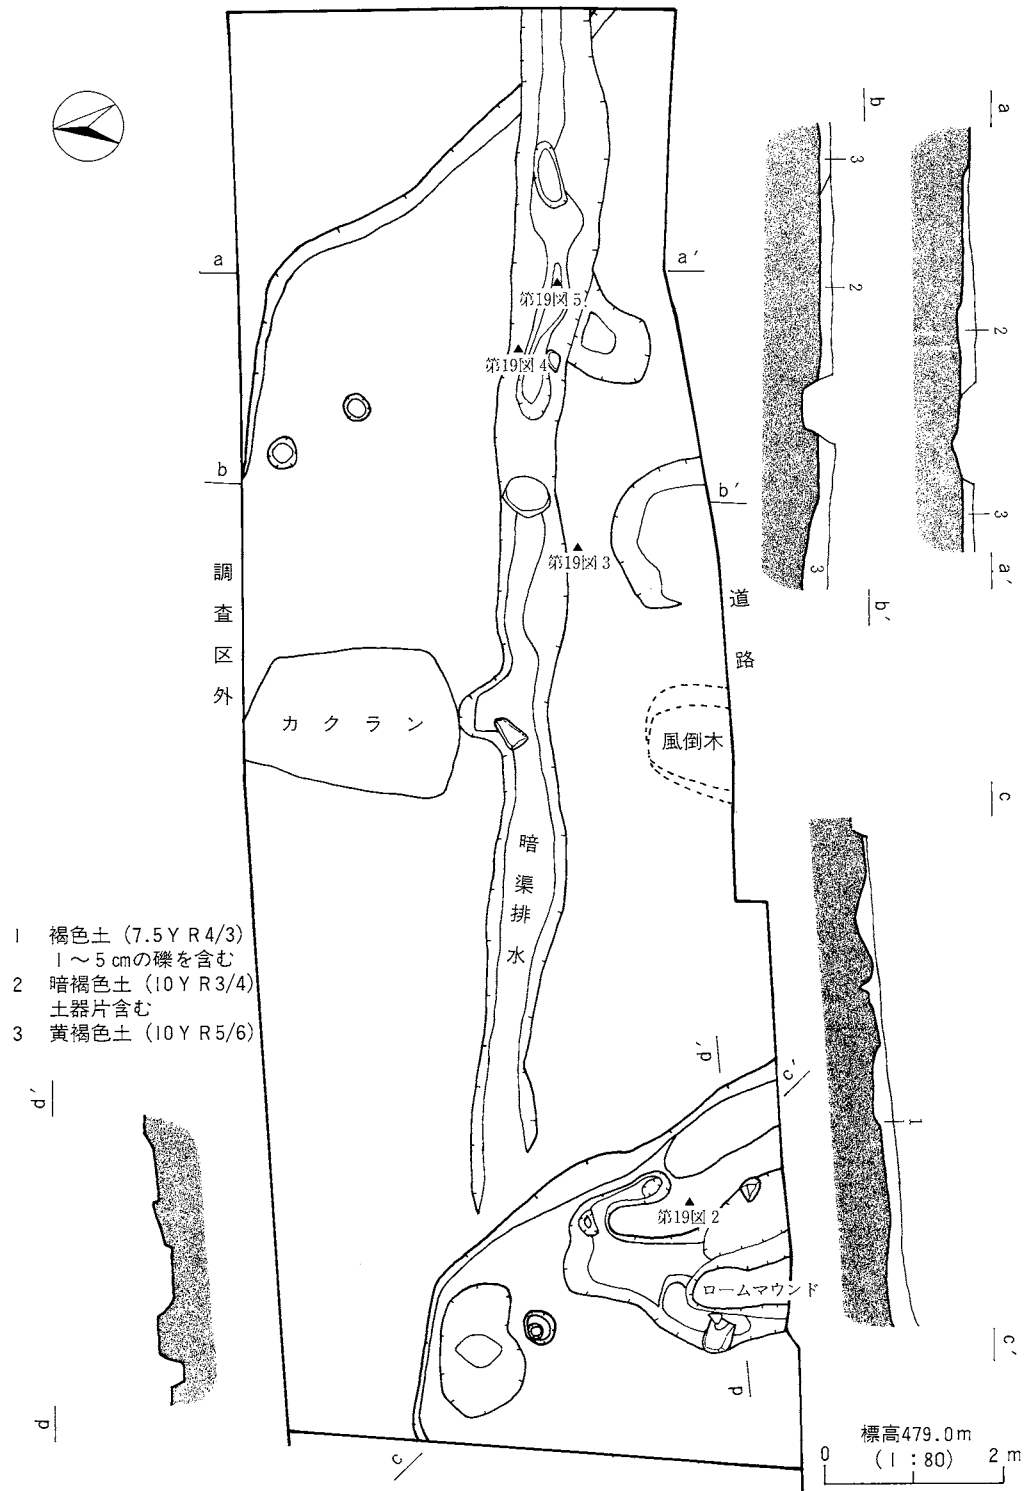 a
a′
b
b′
第19図 5
第19図 4
第19図 3
調査区外
道路
カクラン
風倒木
暗渠排水
1 褐色土 (7.5YR4/3)
1～5cmの礫を含む
2 暗褐色土 (10YR3/4)
土器片含む
3 黄褐色土 (10YR5/6)
d′
c′
第19図 2
ロームマウンド
d
c
b
3
2
3
b′
a
2
3
a′
c
1
c′
d′
d
標高479.0m
(1:80)
0 2m